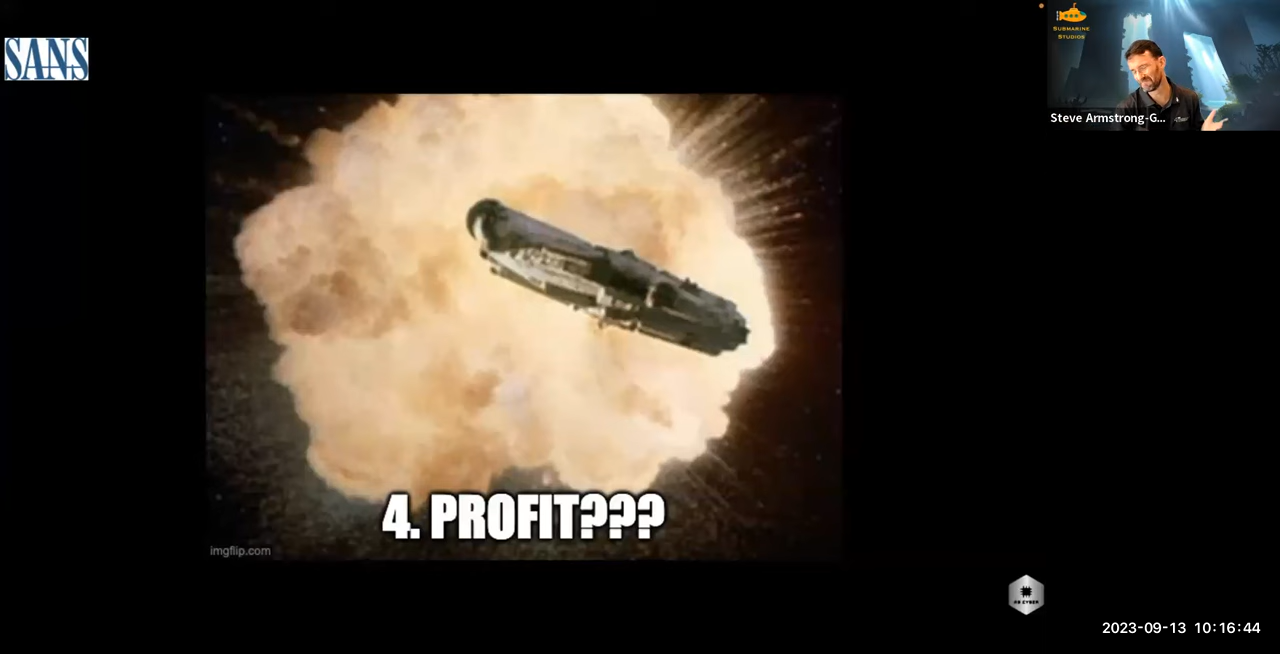 SANS
SUBMARINE
STUDIOS
Steve Armstrong-G...
4. PROFIT???
imgflip.com
2023-09-13 10:16:44